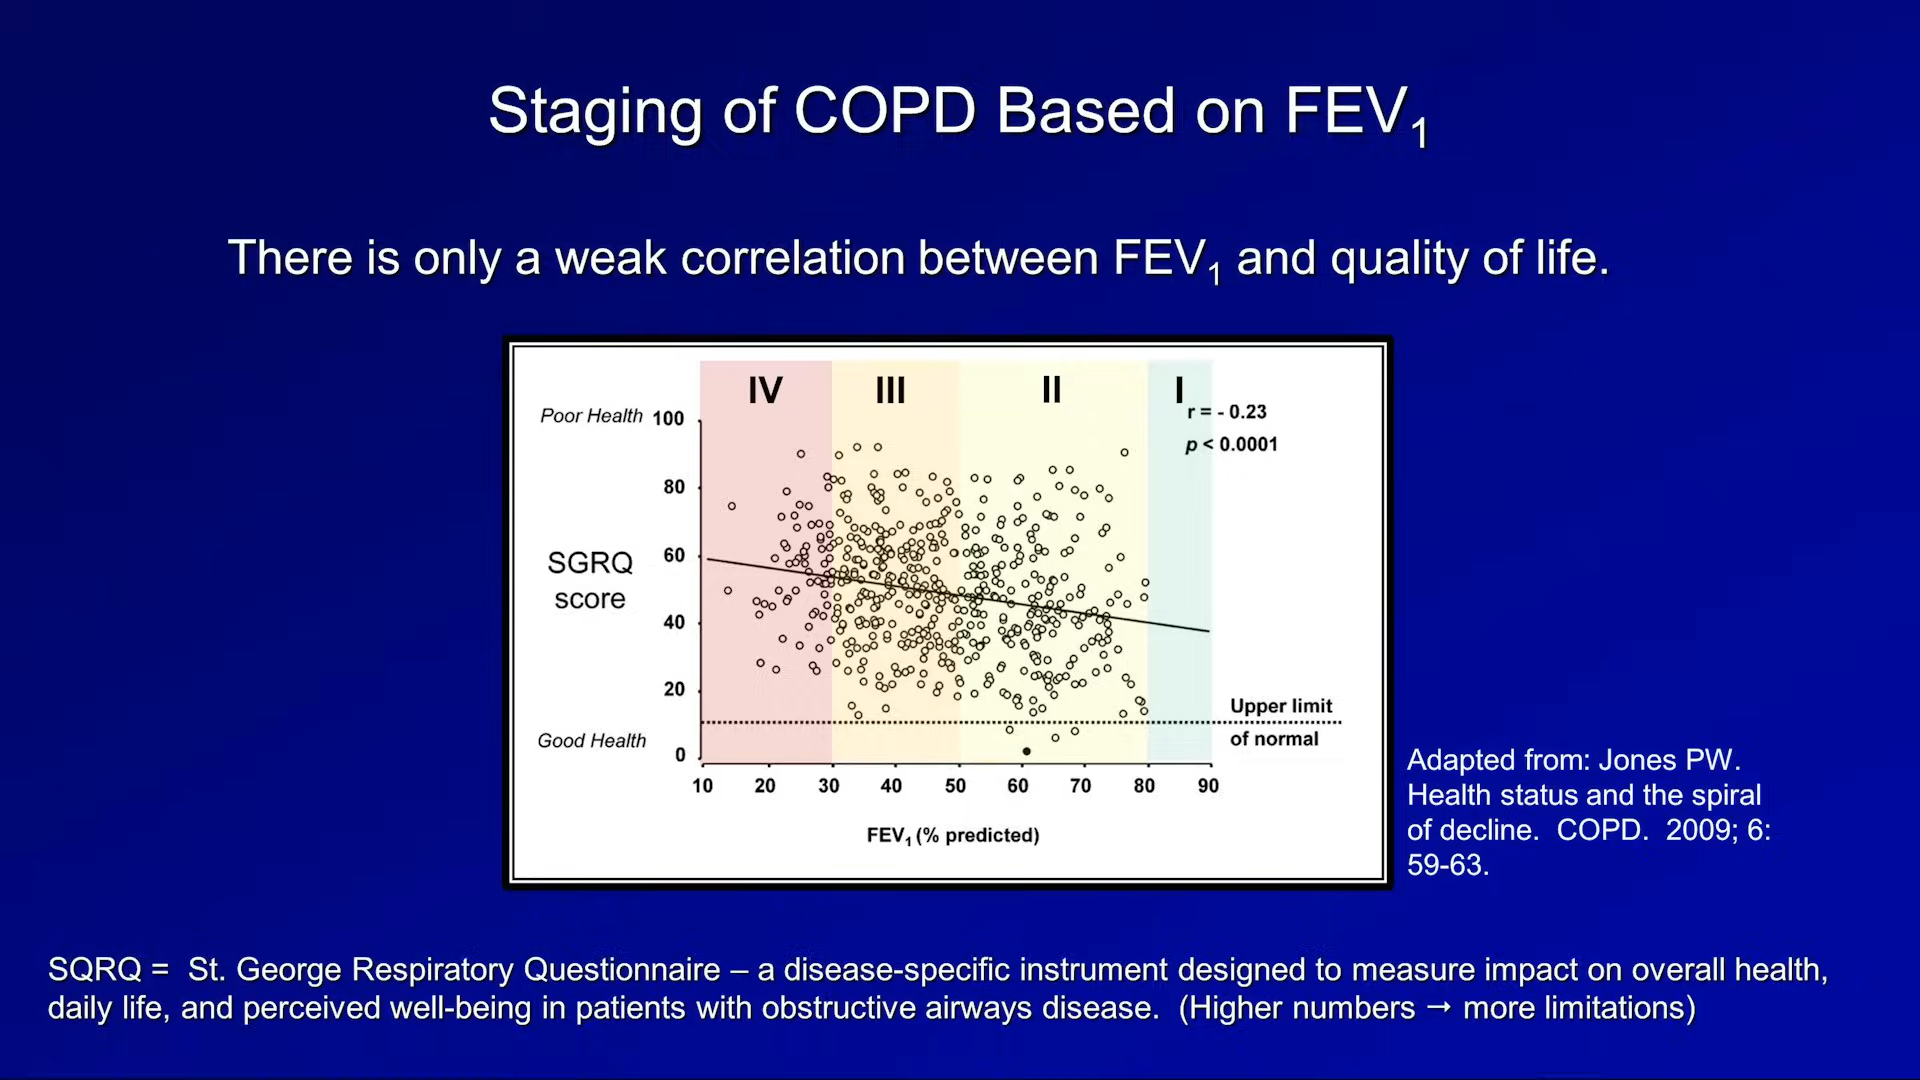 Staging of COPD Based on FEV1
There is only a weak correlation between FEV1 and quality of life.
IV III II I
r = - 0.23
p < 0.0001
Poor Health 100
80
60
SGRQ
score
40
20
Upper limit
of normal
Good Health
0
10 20 30 40 50 60 70 80 90
FEV1 (% predicted)
Adapted from: Jones PW.
Health status and the spiral
of decline. COPD. 2009; 6:
59-63.
SQRQ = St. George Respiratory Questionnaire – a disease-specific instrument designed to measure impact on overall health,
daily life, and perceived well-being in patients with obstructive airways disease. (Higher numbers → more limitations)